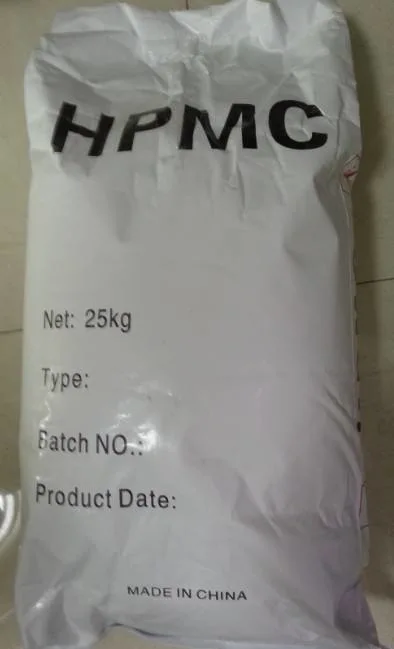 HPMC
Net: 25kg
Type:
Batch NO.:
Product Date:
MADE IN CHINA